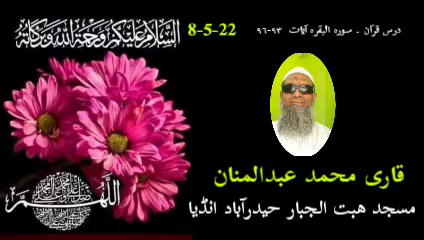 السلام علیکم ورحمۃ اللہ وبرکاتہ
8-5-22
درس قرآن ۔ سورہ البقرہ آیات ۹۳-۹۶
قاری محمد عبدالمنان
مسجد ھبت الجبار حیدرآباد انڈیا
اللھم